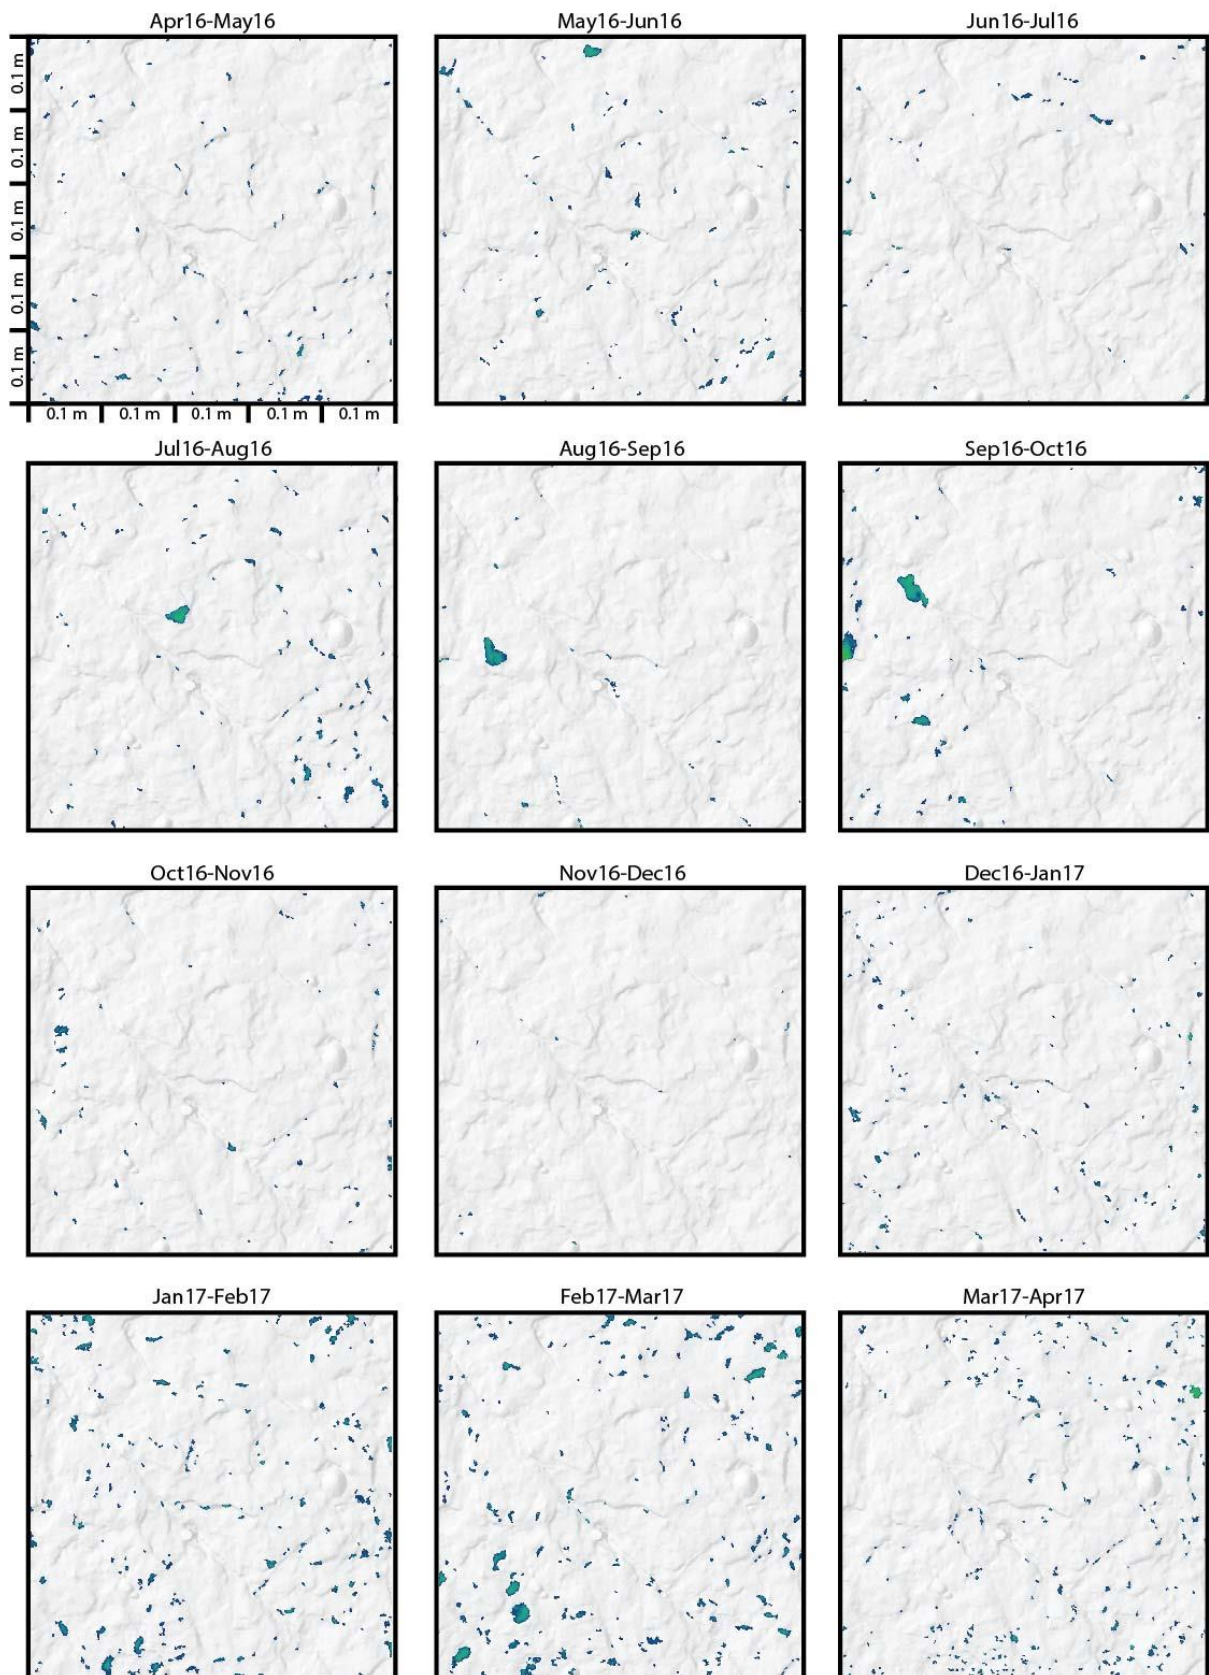 Apr16-May16
May16-Jun16
Jun16-Jul16
0.1 m
0.1 m
0.1 m
0.1 m
0.1 m
0.1 m
0.1 m
0.1 m
0.1 m
0.1 m
Jul16-Aug16
Aug16-Sep16
Sep16-Oct16
Oct16-Nov16
Nov16-Dec16
Dec16-Jan17
Jan17-Feb17
Feb17-Mar17
Mar17-Apr17